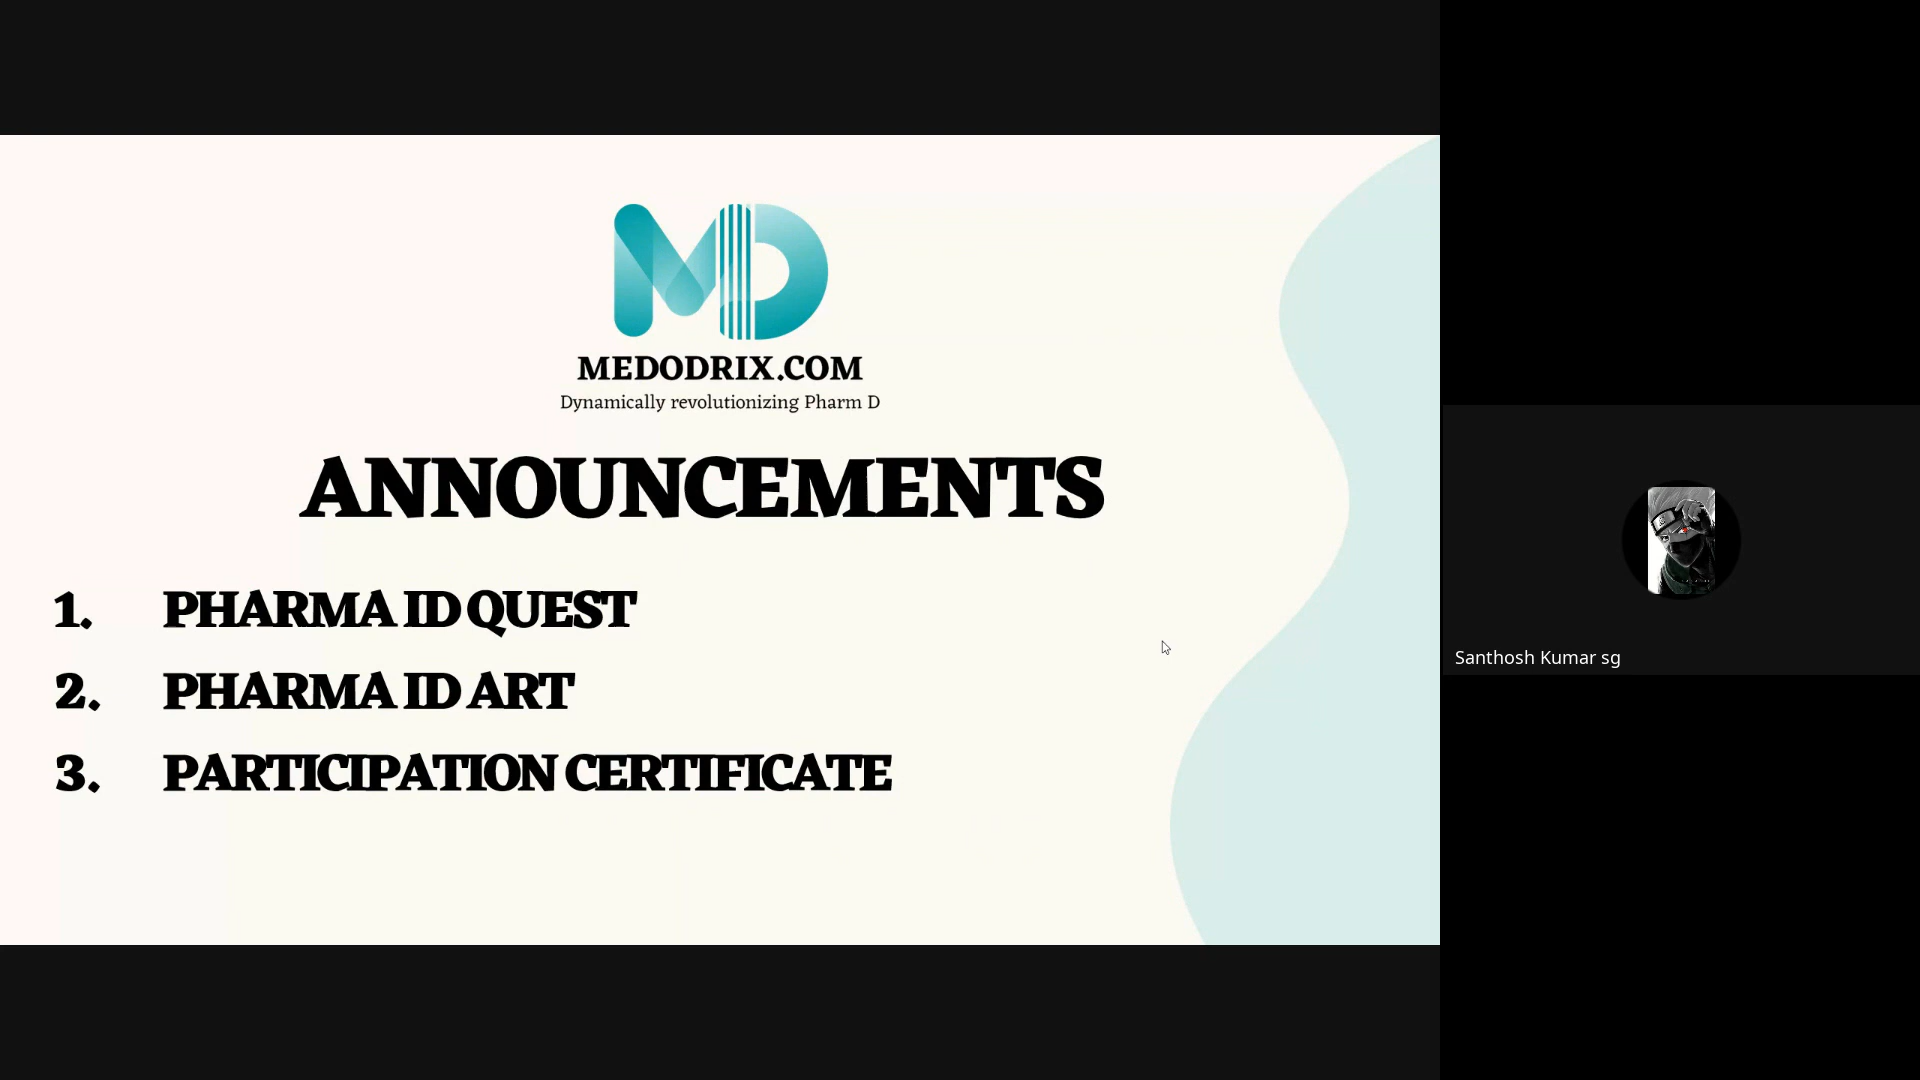 MEDODRIX.COM
Dynamically revolutionizing Pharm D
ANNOUNCEMENTS
1. PHARMA ID QUEST
2. PHARMA ID ART
3. PARTICIPATION CERTIFICATE
Santhosh Kumar sg